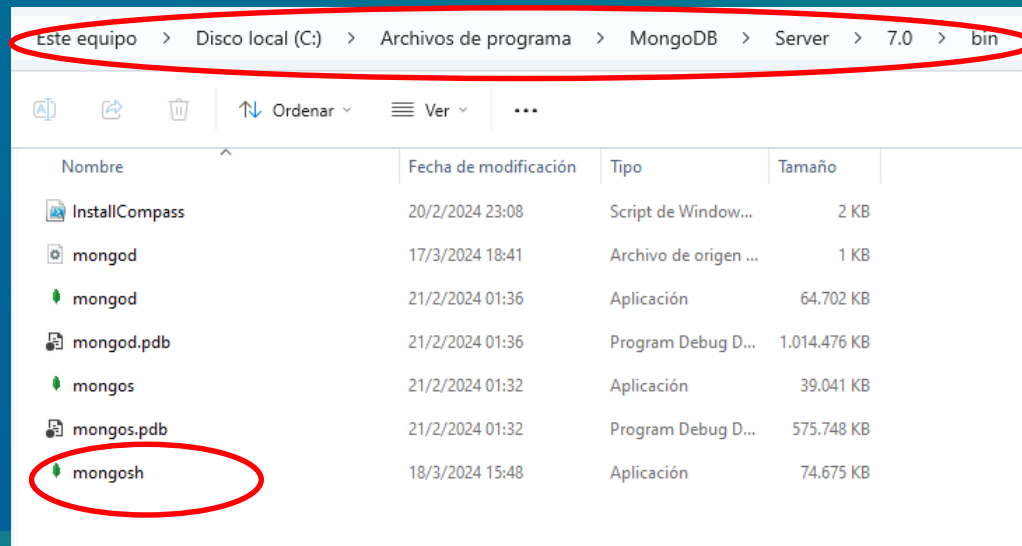 Este equipo > Disco local (C:) > Archivos de programa > MongoDB > Server > 7.0 > bin
Ordenar Ver ...
Nombre Fecha de modificación Tipo Tamaño
InstallCompass 20/2/2024 23:08 Script de Window... 2 KB
mongod 17/3/2024 18:41 Archivo de origen ... 1 KB
mongod 21/2/2024 01:36 Aplicación 64.702 KB
mongod.pdb 21/2/2024 01:36 Program Debug D... 1.014.476 KB
mongos 21/2/2024 01:32 Aplicación 39.041 KB
mongos.pdb 21/2/2024 01:32 Program Debug D... 575.748 KB
mongosh 18/3/2024 15:48 Aplicación 74.675 KB